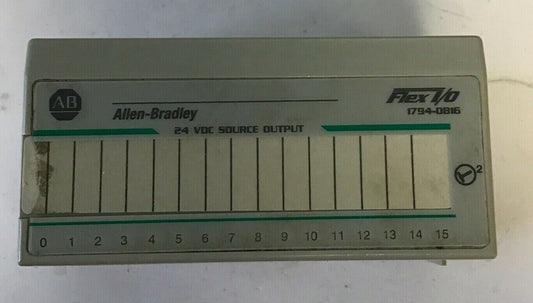 AB
Allen-Bradley
Flex I/O
1794-OB16
24 VDC SOURCE OUTPUT
2
0 1 2 3 4 5 6 7 8 9 10 11 12 13 14 15